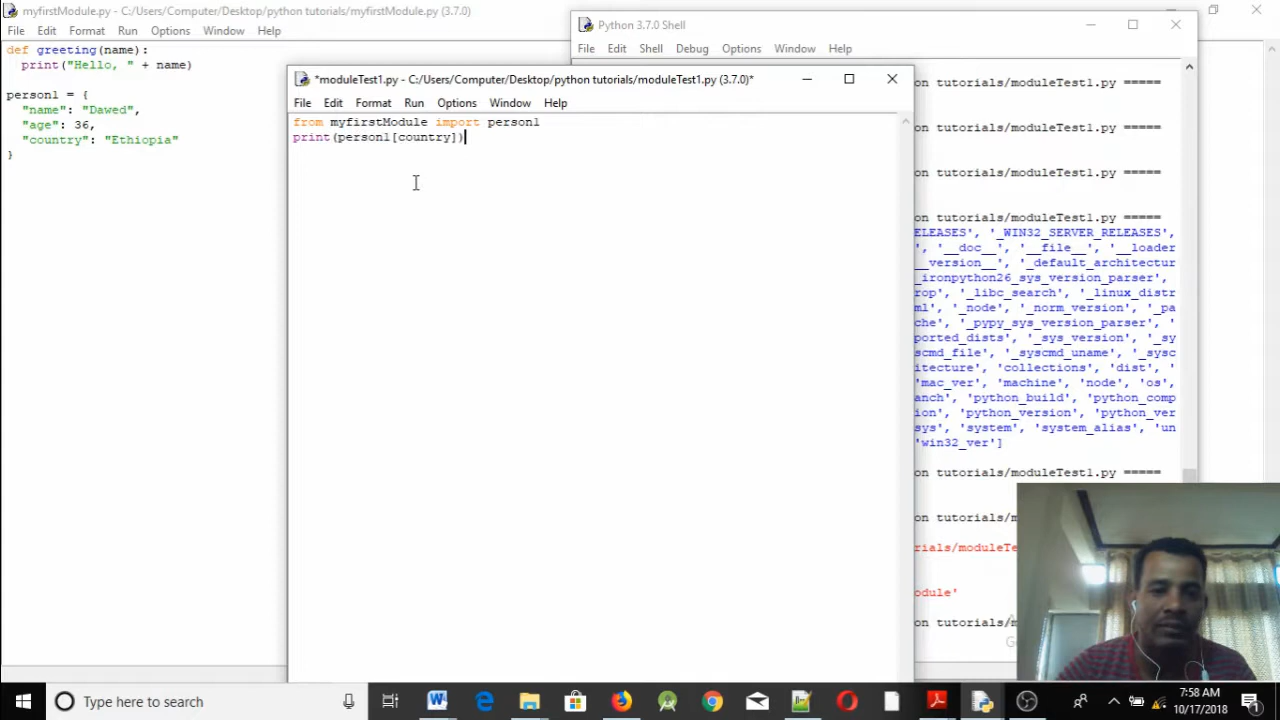 myfirstModule.py - C:/Users/Computer/Desktop/python tutorials/myfirstModule.py (3.7.0)
File Edit Format Run Options Window Help
def greeting(name):
print("Hello, " + name)
person1 = {
"name": "Dawed",
"age": 36,
"country": "Ethiopia"
}
Python 3.7.0 Shell
File Edit Shell Debug Options Window Help
*moduleTest1.py - C:/Users/Computer/Desktop/python tutorials/moduleTest1.py (3.7.0)*
File Edit Format Run Options Window Help
from myfirstModule import person1
print(person1[country])
on tutorials/moduleTest1.py =====
on tutorials/moduleTest1.py =====
on tutorials/moduleTest1.py =====
on tutorials/moduleTest1.py =====
ELEASES', '_WIN32_SERVER_RELEASES',
', '__doc__', '__file__', '__loader
__version__', '_default_architectur
_ironpython26_sys_version_parser',
rop', '_libc_search', '_linux_distr
ml', '_node', '_norm_version', '_pa
che', '_pypy_sys_version_parser', '
ported_dists', '_sys_version', '_sy
scmd_file', '_syscmd_uname', '_sysc
itecture', 'collections', 'dist', '
'mac_ver', 'machine', 'node', 'os',
anch', 'python_build', 'python_comp
ion', 'python_version', 'python_ver
sys', 'system', 'system_alias', 'un
'win32_ver']
on tutorials/moduleTest1.py =====
on tutorials/m
rials/moduleTe
odule'
on tutorials/m
Type here to search
7:58 AM
10/17/2018